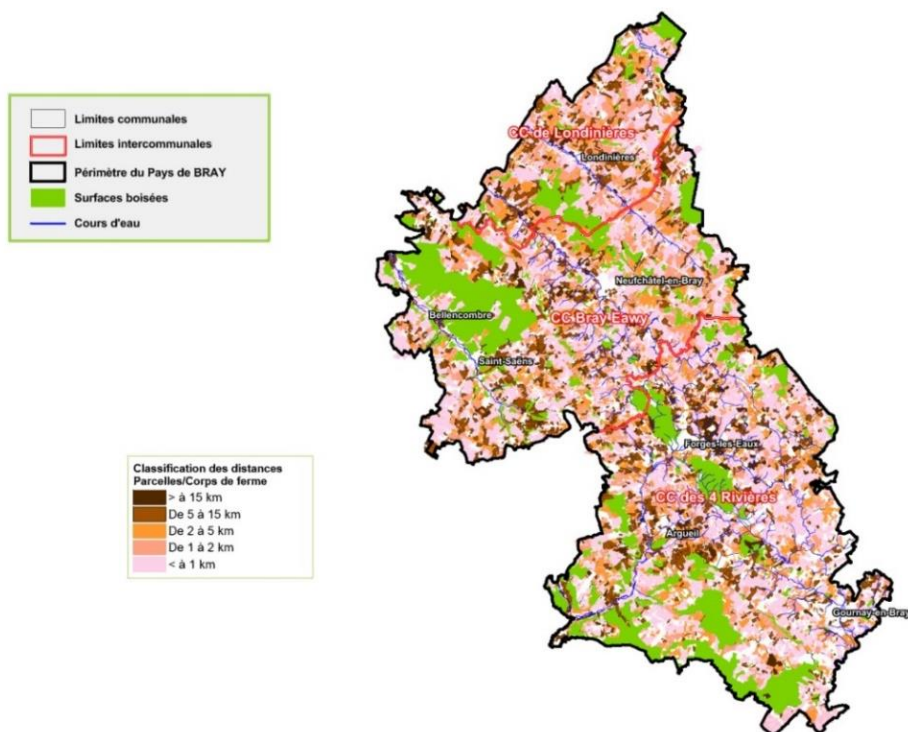 Limites communales
Limites intercommunales
Périmètre du Pays de BRAY
Surfaces boisées
Cours d'eau
CC de Londinières
Londinières
Neufchâtel-en-Bray
Bellencombre
CC Bray Eawy
Saint-Saëns
Forges-les-Eaux
CC des 4 Rivières
Argueil
Gournay-en-Bray
Classification des distances
Parcelles/Corps de ferme
> à 15 km
De 5 à 15 km
De 2 à 5 km
De 1 à 2 km
< à 1 km